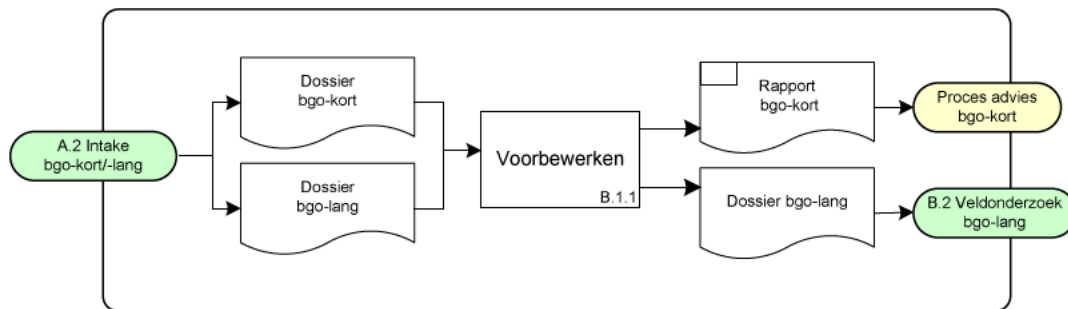 A.2 Intake
bgo-kort/-lang
Dossier
bgo-kort
Dossier
bgo-lang
Voorbewerken
B.1.1
Rapport
bgo-kort
Dossier bgo-lang
Proces advies
bgo-kort
B.2 Veldonderzoek
bgo-lang